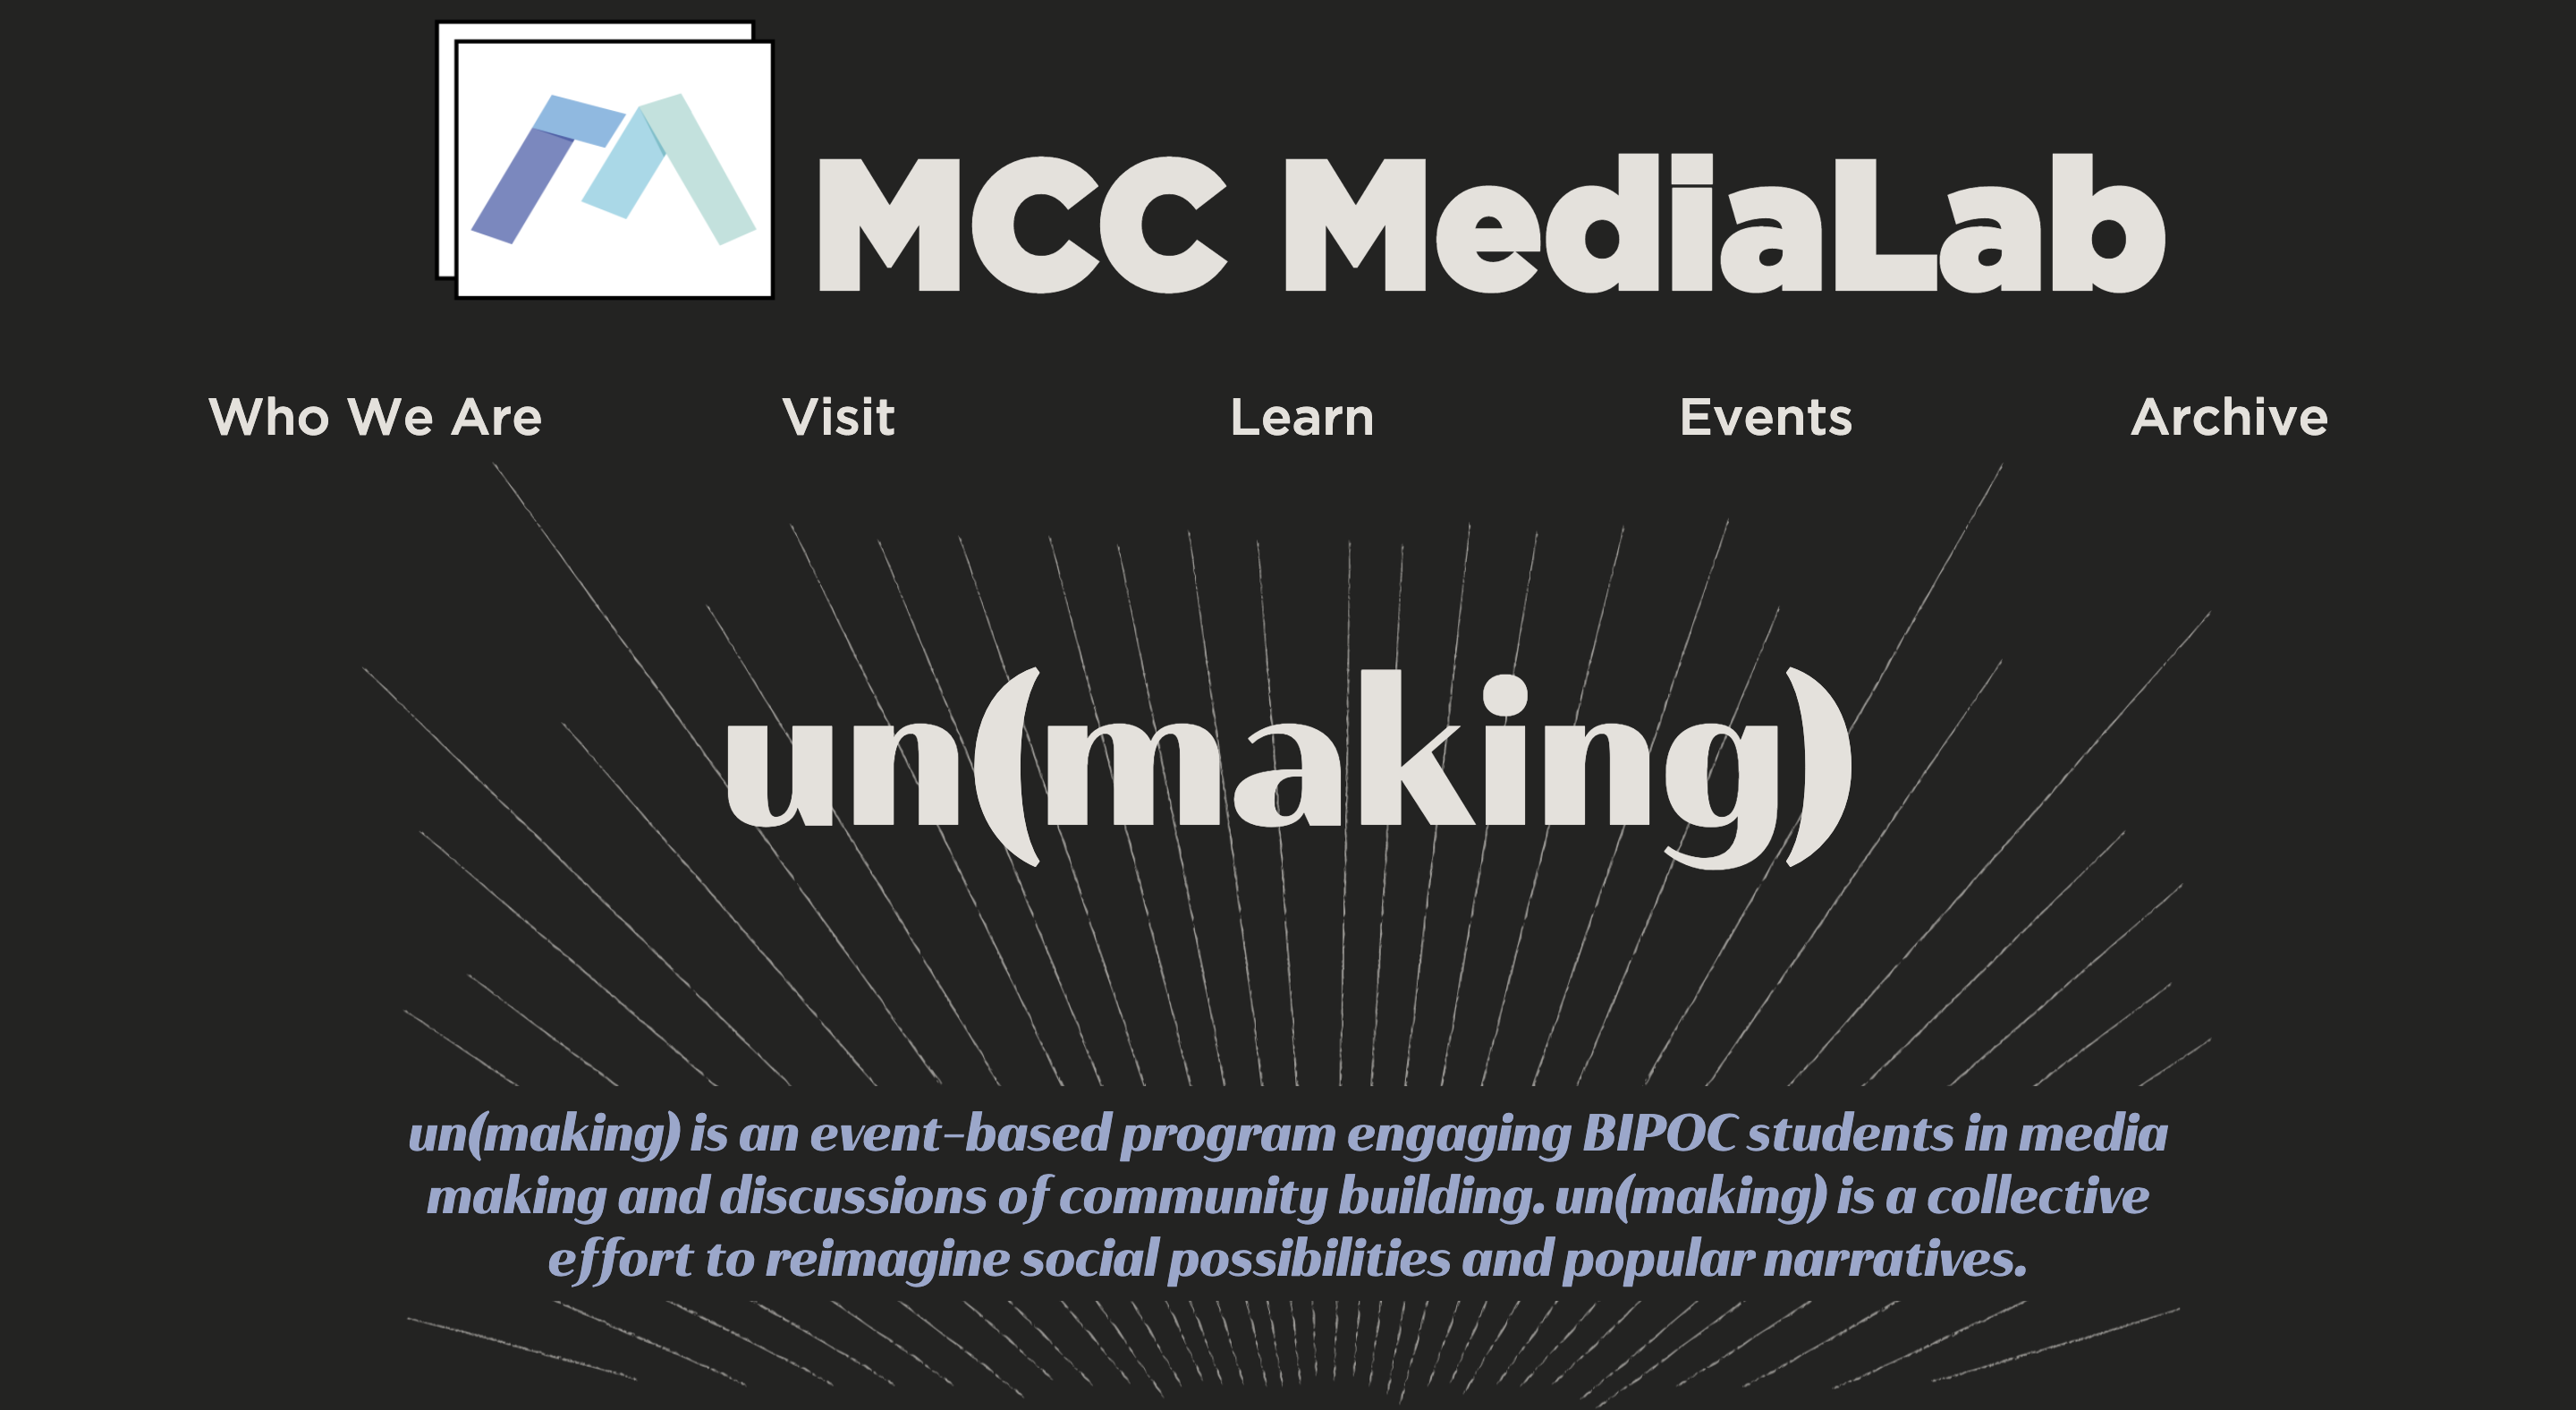 MCC MediaLab
Who We Are Visit Learn Events Archive
un(making)
un(making) is an event-based program engaging BIPOC students in media
making and discussions of community building. un(making) is a collective
effort to reimagine social possibilities and popular narratives.